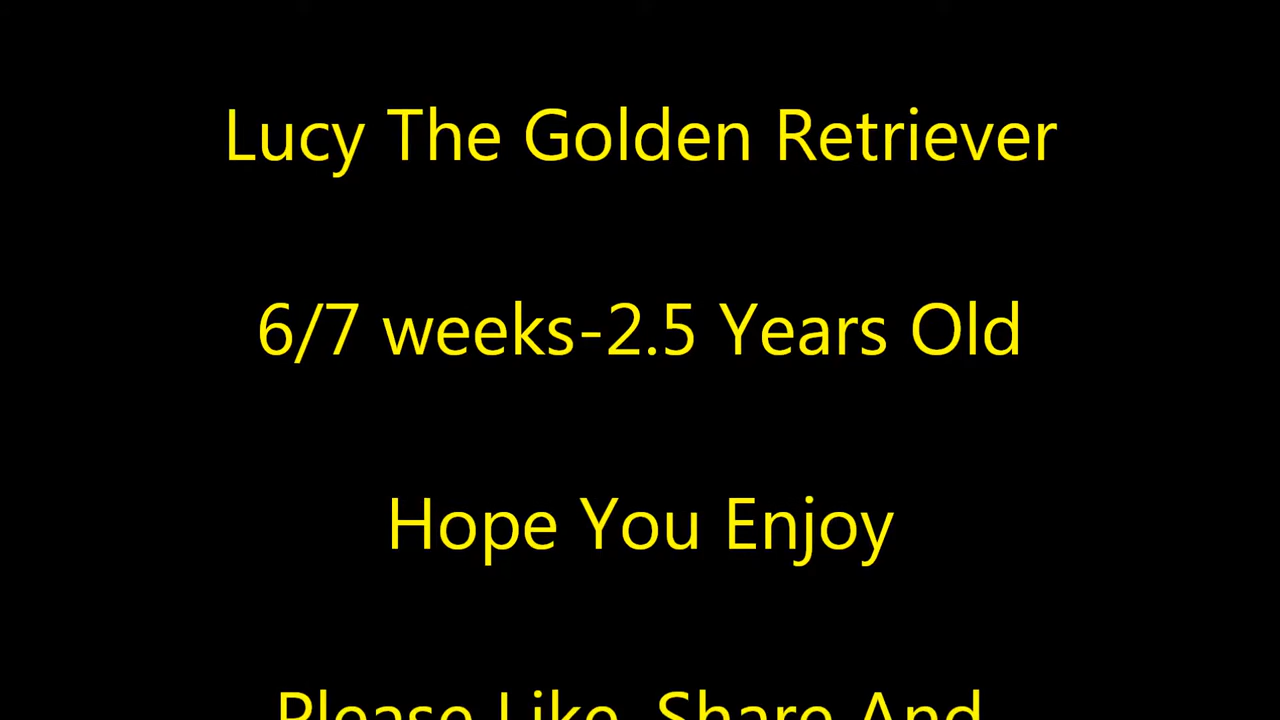 Lucy The Golden Retriever
6/7 weeks-2.5 Years Old
Hope You Enjoy
Please Like, Share And